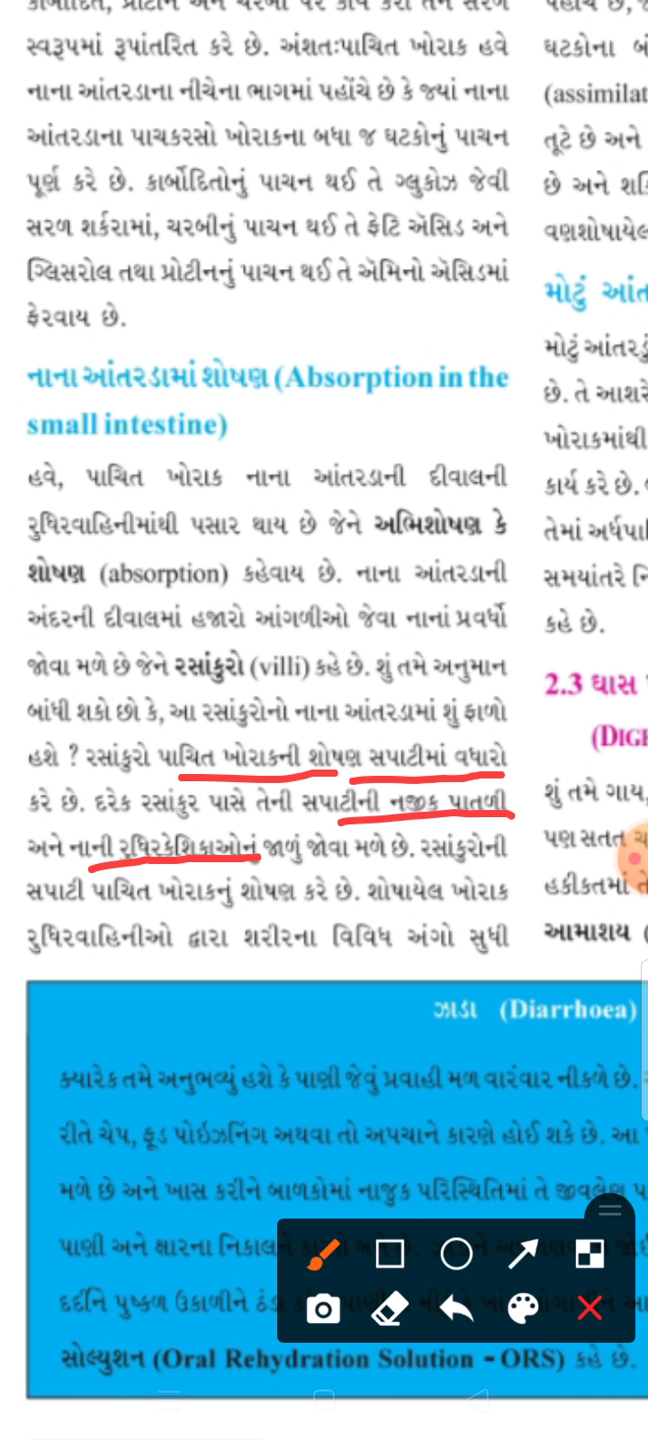 કાર્બોદિત, પ્રોટીન અને ચરબી પર કાર્ય કરી તેને સરળ
સ્વરૂપમાં રૂપાંતરિત કરે છે. અંશતઃપાચિત ખોરાક હવે
નાના આંતરડાના નીચેના ભાગમાં પહોંચે છે કે જ્યાં નાના
આંતરડાના પાચકરસો ખોરાકના બધા જ ઘટકોનું પાચન
પૂર્ણ કરે છે. કાર્બોદિતોનું પાચન થઈ તે ગ્લુકોઝ જેવી
સરળ શર્કરામાં, ચરબીનું પાચન થઈ તે ફેટિ ઍસિડ અને
ગ્લિસરોલ તથા પ્રોટીનનું પાચન થઈ તે ઍમિનો ઍસિડમાં
ફેરવાય છે.
નાના આંતરડામાં શોષણ (Absorption in the
small intestine)
હવે, પાચિત ખોરાક નાના આંતરડાની દીવાલની
રુધિરવાહિનીમાંથી પસાર થાય છે જેને અભિશોષણ કે
શોષણ (absorption) કહેવાય છે. નાના આંતરડાની
અંદરની દીવાલમાં હજારો આંગળીઓ જેવા નાનાં પ્રવર્ધો
જોવા મળે છે જેને રસાંકુરો (villi) કહે છે. શું તમે અનુમાન
બાંધી શકો છો કે, આ રસાંકુરોનો નાના આંતરડામાં શું ફાળો
હશે ? રસાંકુરો પાચિત ખોરાકની શોષણ સપાટીમાં વધારો
કરે છે. દરેક રસાંકુર પાસે તેની સપાટીની નજીક પાતળી
અને નાની રુધિરકેશિકાઓનું જાળું જોવા મળે છે. રસાંકુરોની
સપાટી પાચિત ખોરાકનું શોષણ કરે છે. શોષાયેલ ખોરાક
રુધિરવાહિનીઓ દ્વારા શરીરના વિવિધ અંગો સુધી
ઘટકોના
(assimilat
તૂટે છે અને
છે અને
વણશોષાયેલ
મોટું આંત
મોટું આંતરડું
છે. તે આશરે
ખોરાકમાંથી
કાર્ય કરે છે.
તેમાં
સમયાંતરે
કહે છે.
2.3 ઘાસ
(DIGE
શું તમે ગાય,
પણ સતત
હકીકતમાં
આમાશય (
ઝાડા (Diarrhoea)
ક્યારેક તમે અનુભવ્યું હશે કે પાણી જેવું પ્રવાહી મળ વારંવાર નીકળે છે.
રીતે ચેપ, ફૂડ પોઇઝનિંગ અથવા તો અપચાને કારણે હોઈ શકે છે. આ
મળે છે અને ખાસ કરીને બાળકોમાં નાજુક પરિસ્થિતિમાં તે જીવલેણ
પાણી અને ક્ષારના
દર્દીને પુષ્કળ ઉકાળીને
સોલ્યુશન (Oral Rehydration Solution – ORS) કહે છે.